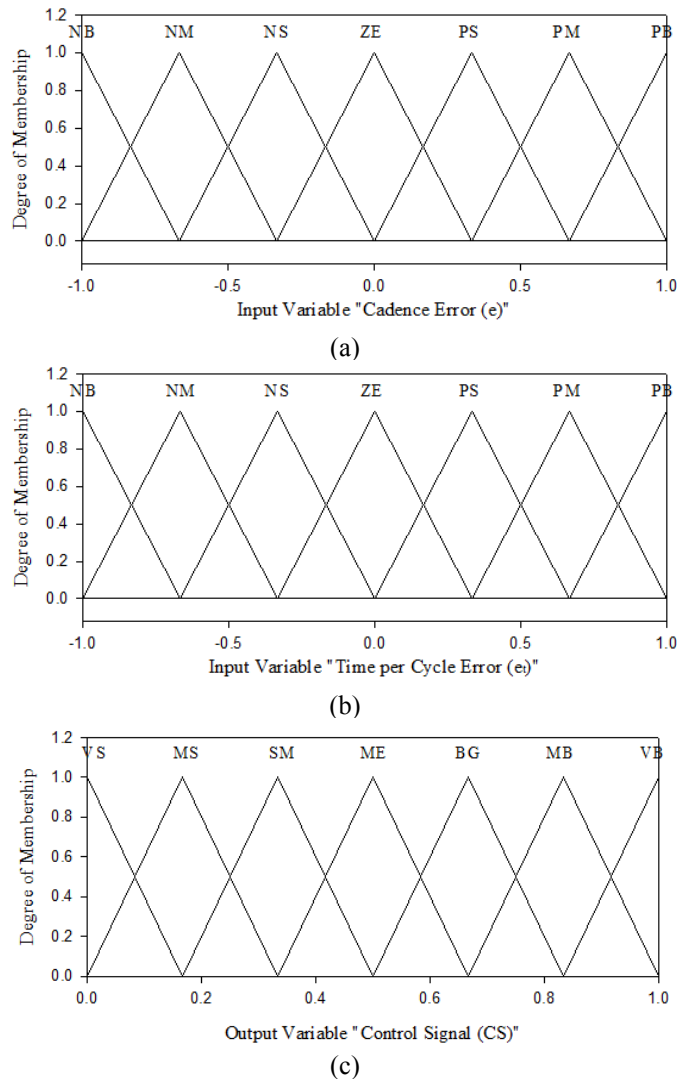 1.2
NB NM NS ZE PS PM PB
1.0
0.8
0.6
0.4
0.2
0.0
Degree of Membership
-1.0 -0.5 0.0 0.5 1.0
Input Variable "Cadence Error (e)"
(a)
1.2
NB NM NS ZE PS PM PB
1.0
0.8
0.6
0.4
0.2
0.0
Degree of Membership
-1.0 -0.5 0.0 0.5 1.0
Input Variable "Time per Cycle Error (eₜ)"
(b)
1.2
VS MS SM ME BG MB VB
1.0
0.8
0.6
0.4
0.2
0.0
Degree of Membership
0.0 0.2 0.4 0.6 0.8 1.0
Output Variable "Control Signal (CS)"
(c)